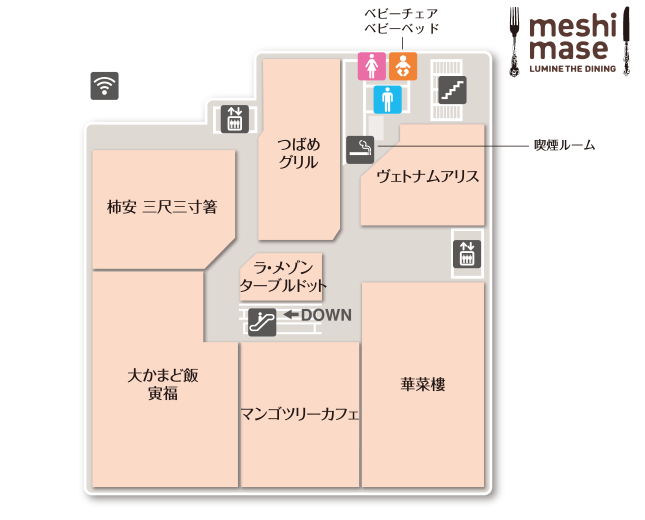 ベビーチェア
ベビーベッド
meshi
mase
LUMINE THE DINING
つばめ
グリル
喫煙ルーム
ヴェトナムアリス
柿安 三尺三寸箸
ラ・メゾン
ターブルドット
←DOWN
大かまど飯
寅福
マンゴツリーカフェ
華菜樓